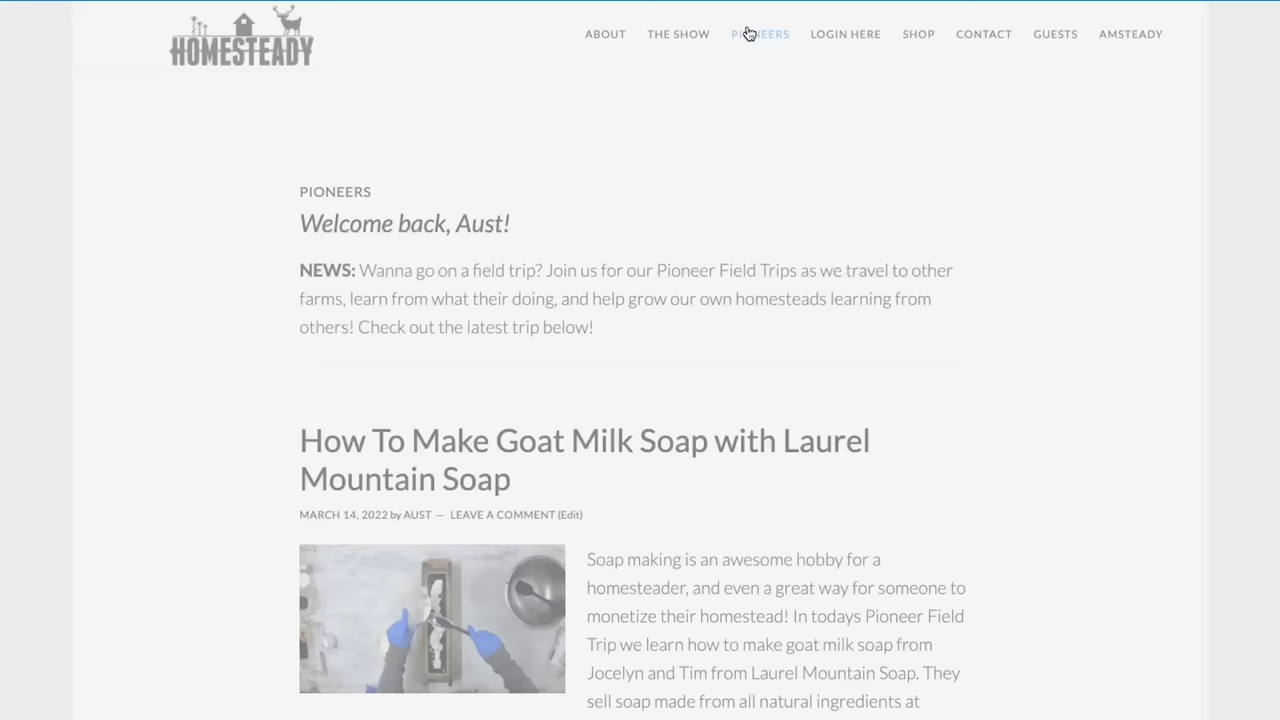 HOMESTEADY
ABOUT THE SHOW PIONEERS LOGIN HERE SHOP CONTACT GUESTS AMSTEADY
PIONEERS
Welcome back, Aust!
NEWS: Wanna go on a field trip? Join us for our Pioneer Field Trips as we travel to other
farms, learn from what their doing, and help grow our own homesteads learning from
others! Check out the latest trip below!
How To Make Goat Milk Soap with Laurel
Mountain Soap
MARCH 14, 2022 by AUST — LEAVE A COMMENT (Edit)
Soap making is an awesome hobby for a
homesteader, and even a great way for someone to
monetize their homestead! In todays Pioneer Field
Trip we learn how to make goat milk soap from
Jocelyn and Tim from Laurel Mountain Soap. They
sell soap made from all natural ingredients at